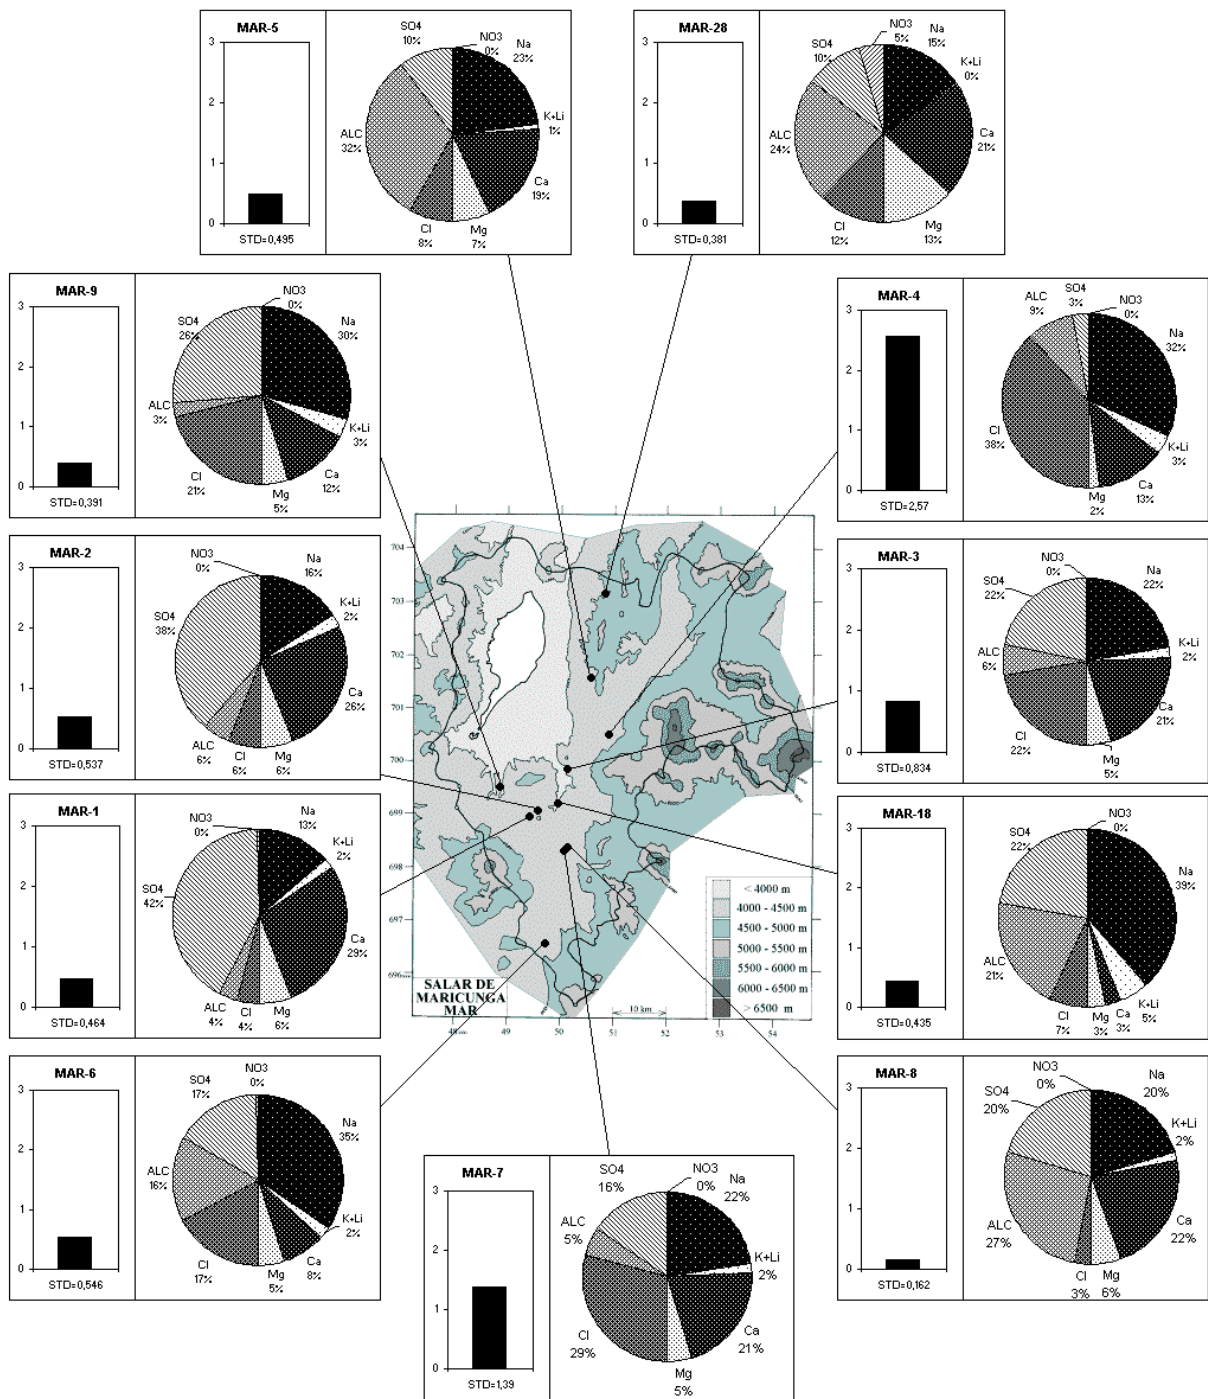 MAR-5
3
2
1
0
STD=0,495
SO4
10%
NO3
0%
Na
23%
K+Li
1%
Ca
19%
Mg
7%
Cl
8%
ALC
32%
MAR-28
3
2
1
0
STD=0,381
SO4
10%
NO3
5%
Na
15%
K+Li
0%
Ca
21%
Mg
13%
Cl
12%
ALC
24%
MAR-9
3
2
1
0
STD=0,391
NO3
0%
SO4
26%
Na
30%
K+Li
3%
Ca
12%
Mg
5%
Cl
21%
ALC
3%
MAR-4
3
2
1
0
STD=2,57
ALC
9%
SO4
3%
NO3
0%
Na
32%
K+Li
3%
Ca
13%
Mg
2%
Cl
38%
MAR-2
3
2
1
0
STD=0,537
NO3
0%
Na
16%
K+Li
2%
Ca
26%
Mg
6%
Cl
6%
ALC
6%
SO4
38%
MAR-3
3
2
1
0
STD=0,834
NO3
0%
SO4
22%
Na
22%
K+Li
2%
Ca
21%
Mg
5%
Cl
22%
ALC
6%
MAR-1
3
2
1
0
STD=0,464
NO3
0%
Na
13%
K+Li
2%
Ca
29%
Mg
6%
Cl
4%
ALC
4%
SO4
42%
MAR-18
3
2
1
0
STD=0,435
NO3
0%
SO4
22%
Na
39%
K+Li
5%
Ca
3%
Mg
3%
Cl
7%
ALC
21%
MAR-6
3
2
1
0
STD=0,546
NO3
0%
SO4
17%
Na
35%
K+Li
2%
Ca
8%
Mg
5%
Cl
17%
ALC
16%
MAR-7
3
2
1
0
STD=1,39
SO4
16%
NO3
0%
Na
22%
K+Li
2%
Ca
21%
Mg
5%
Cl
29%
ALC
5%
MAR-8
3
2
1
0
STD=0,162
NO3
0%
SO4
20%
Na
20%
K+Li
2%
Ca
22%
Mg
6%
Cl
3%
ALC
27%
704
703
702
701
700
699
698
697
696
48
49
50
51
52
53
54
SALAR DE
MARICUNGA
MAR
10 km
< 4000 m
4000 - 4500 m
4500 - 5000 m
5000 - 5500 m
5500 - 6000 m
6000 - 6500 m
> 6500 m